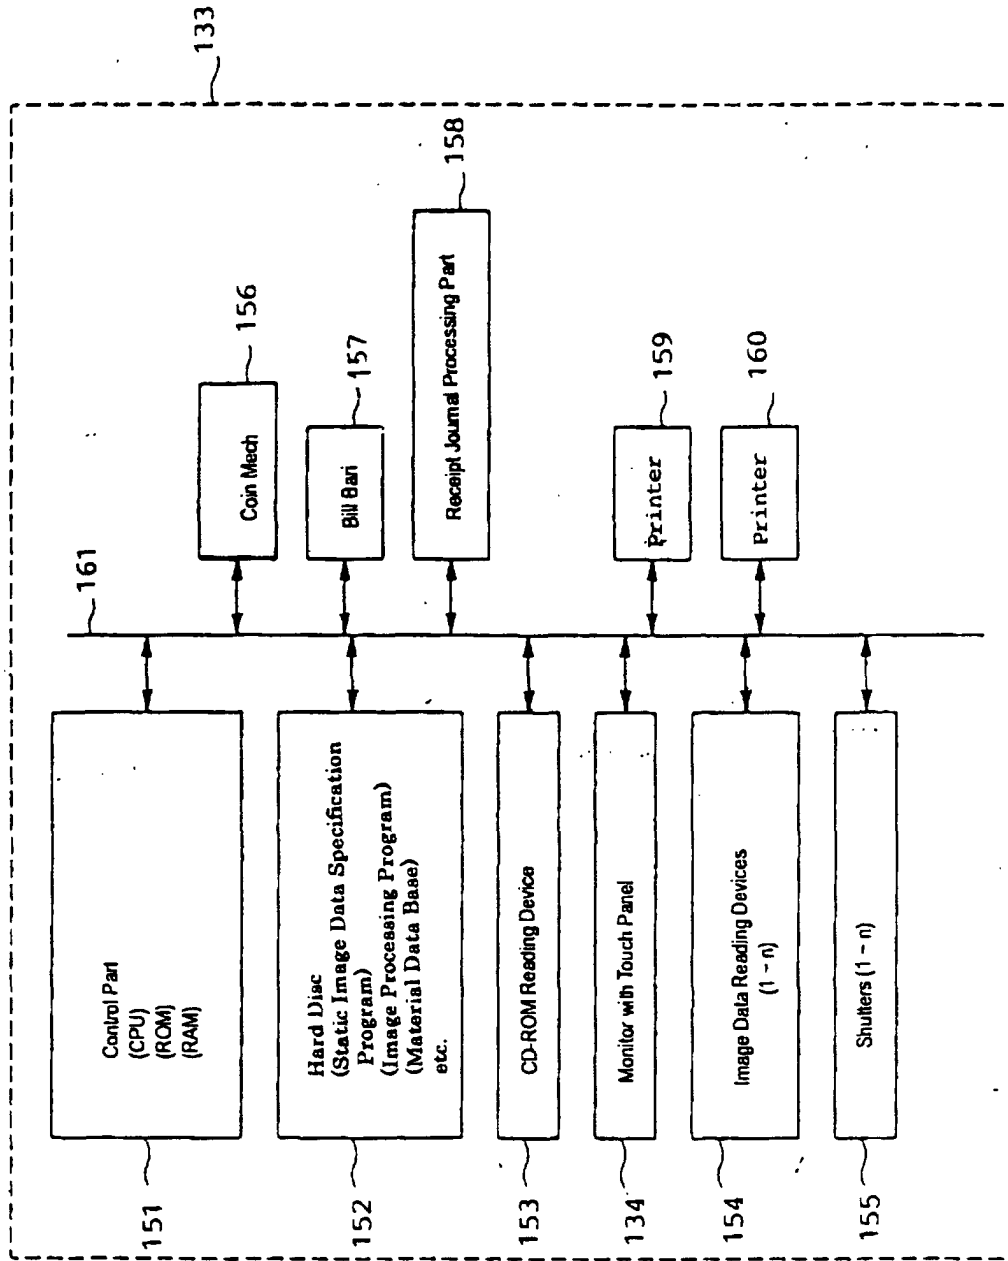 133
161
151
Control Part
(CPU)
(ROM)
(RAM)
152
Hard Disc
(Static Image Data Specification
Program)
(Image Processing Program)
(Material Data Base)
etc.
153
CD-ROM Reading Device
134
Monitor with Touch Panel
154
Image Data Reading Devices
(1 - n)
155
Shutters (1 - n)
Coin Mech
156
Bill Bari
157
Receipt Journal Processing Part
158
Printer
159
Printer
160